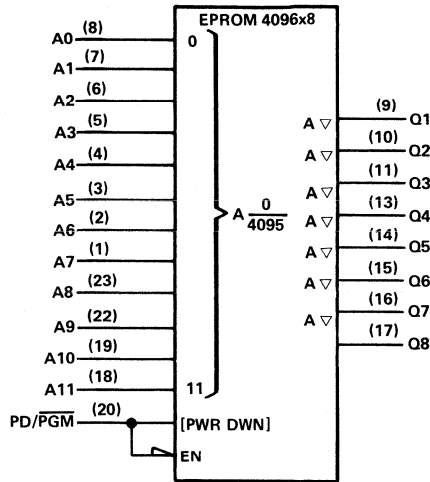 EPROM 4096x8
A0 (8) 0
A1 (7)
A2 (6)
A3 (5)
A4 (4)
A5 (3)
A6 (2)
A7 (1)
A8 (23)
A9 (22)
A10 (19)
A11 (18) 11
A 0/4095
PD/PGM (20) [PWR DWN]
EN
A ▽ (9) Q1
A ▽ (10) Q2
A ▽ (11) Q3
A ▽ (13) Q4
A ▽ (14) Q5
A ▽ (15) Q6
A ▽ (16) Q7
(17) Q8